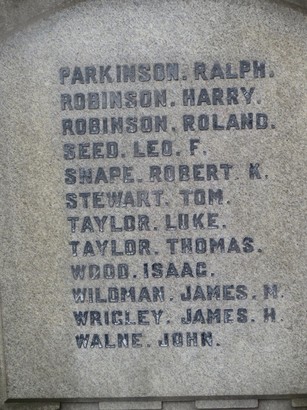 PARKINSON. RALPH.
ROBINSON. HARRY.
ROBINSON. ROLAND.
SEED. LEO. F.
SNAPE. ROBERT. K.
STEWART. TOM.
TAYLOR. LUKE.
TAYLOR. THOMAS.
WOOD. ISAAC.
WILDMAN. JAMES. M.
WRIGLEY. JAMES. H.
WALNE. JOHN.